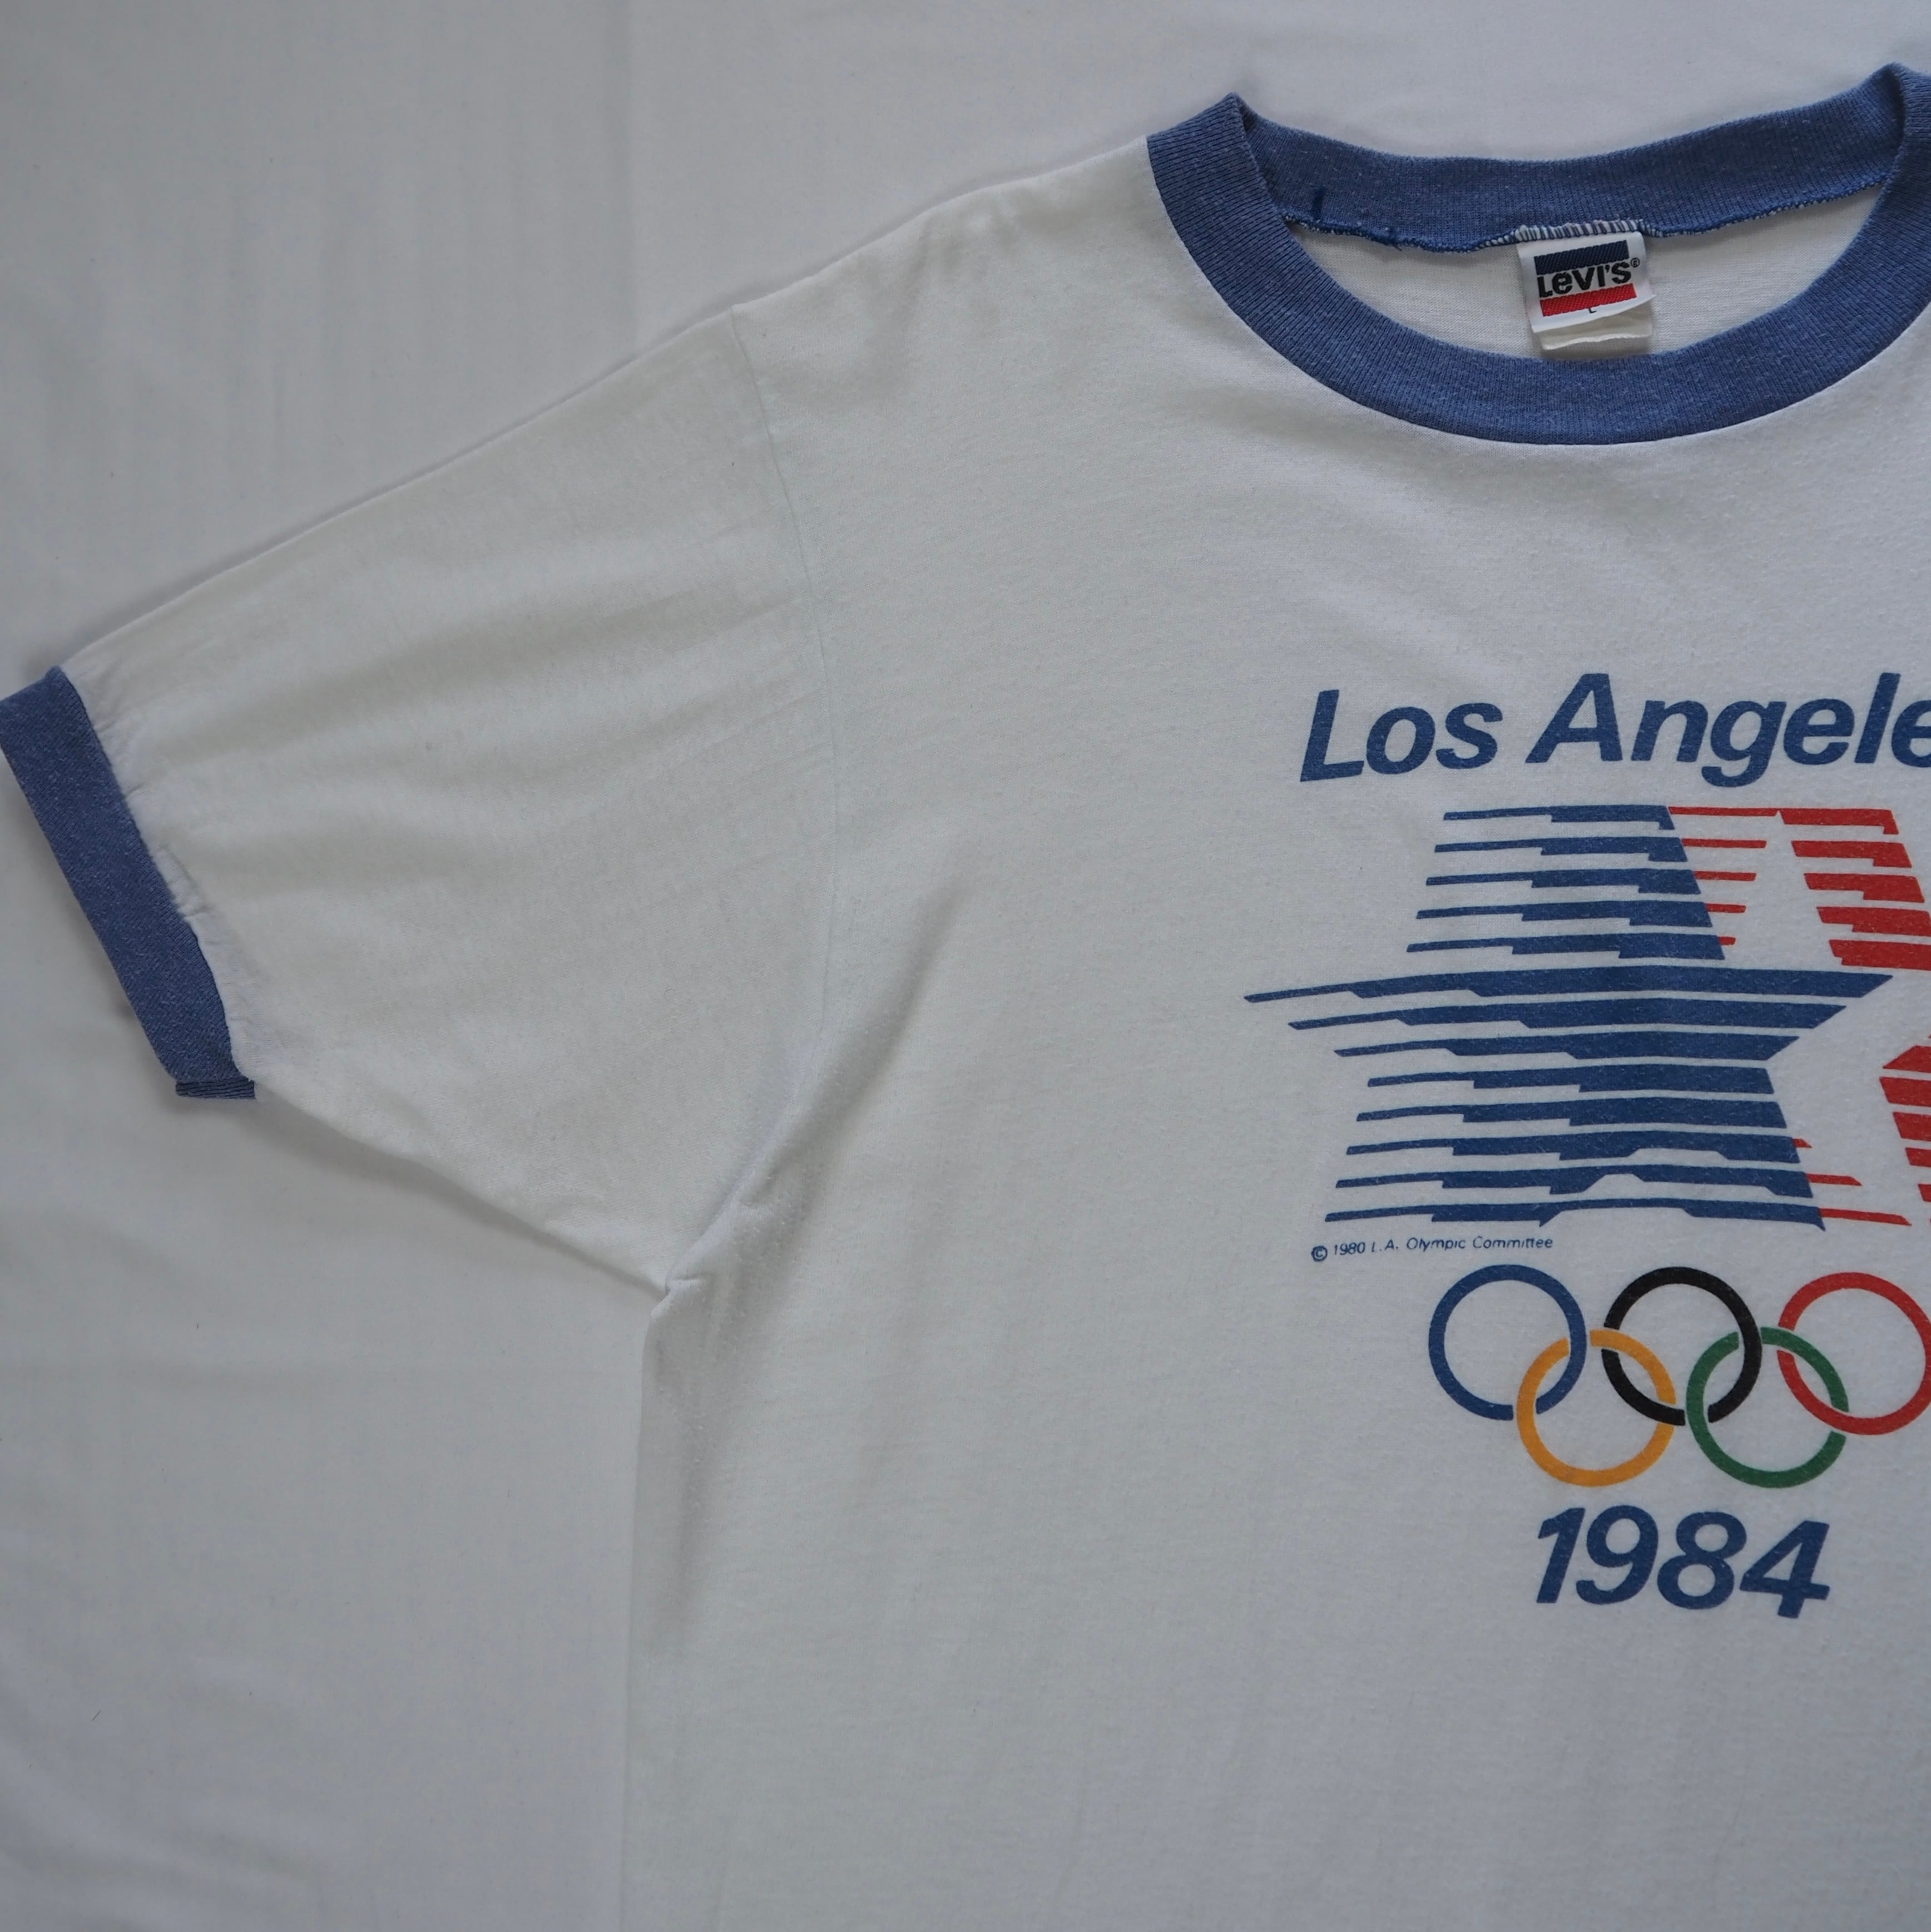 Levi's®
L
Los Angele
© 1980 L.A. Olympic Committee
1984